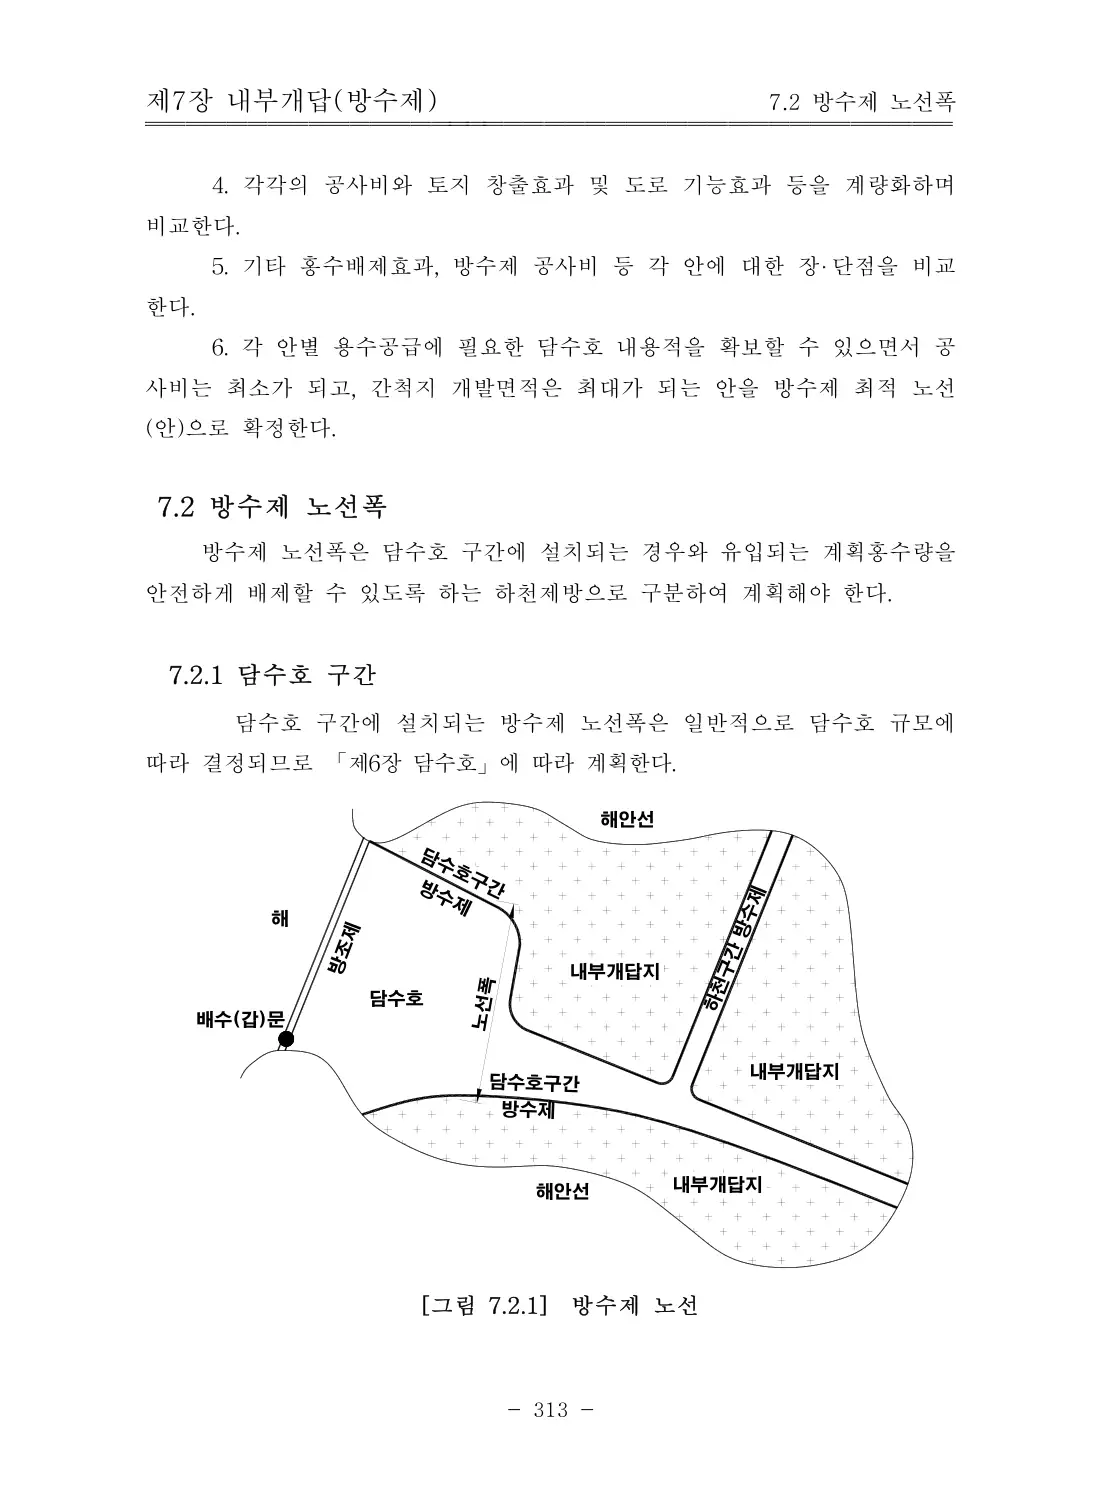 제7장 내부개답(방수제) 7.2 방수제 노선폭
4. 각각의 공사비와 토지 창출효과 및 도로 기능효과 등을 계량화하며
비교한다.
5. 기타 홍수배제효과, 방수제 공사비 등 각 안에 대한 장·단점을 비교
한다.
6. 각 안별 용수공급에 필요한 담수호 내용적을 확보할 수 있으면서 공
사비는 최소가 되고, 간척지 개발면적은 최대가 되는 안을 방수제 최적 노선
(안)으로 확정한다.
7.2 방수제 노선폭
방수제 노선폭은 담수호 구간에 설치되는 경우와 유입되는 계획홍수량을
안전하게 배제할 수 있도록 하는 하천제방으로 구분하여 계획해야 한다.
7.2.1 담수호 구간
담수호 구간에 설치되는 방수제 노선폭은 일반적으로 담수호 규모에
따라 결정되므로 「제6장 담수호」에 따라 계획한다.
해안선
담수호구간
방수제
해
방조제
하천구간 방수제
내부개답지
담수호
노선폭
배수(갑)문
내부개답지
담수호구간
방수제
해안선
내부개답지
[그림 7.2.1] 방수제 노선
- 313 -